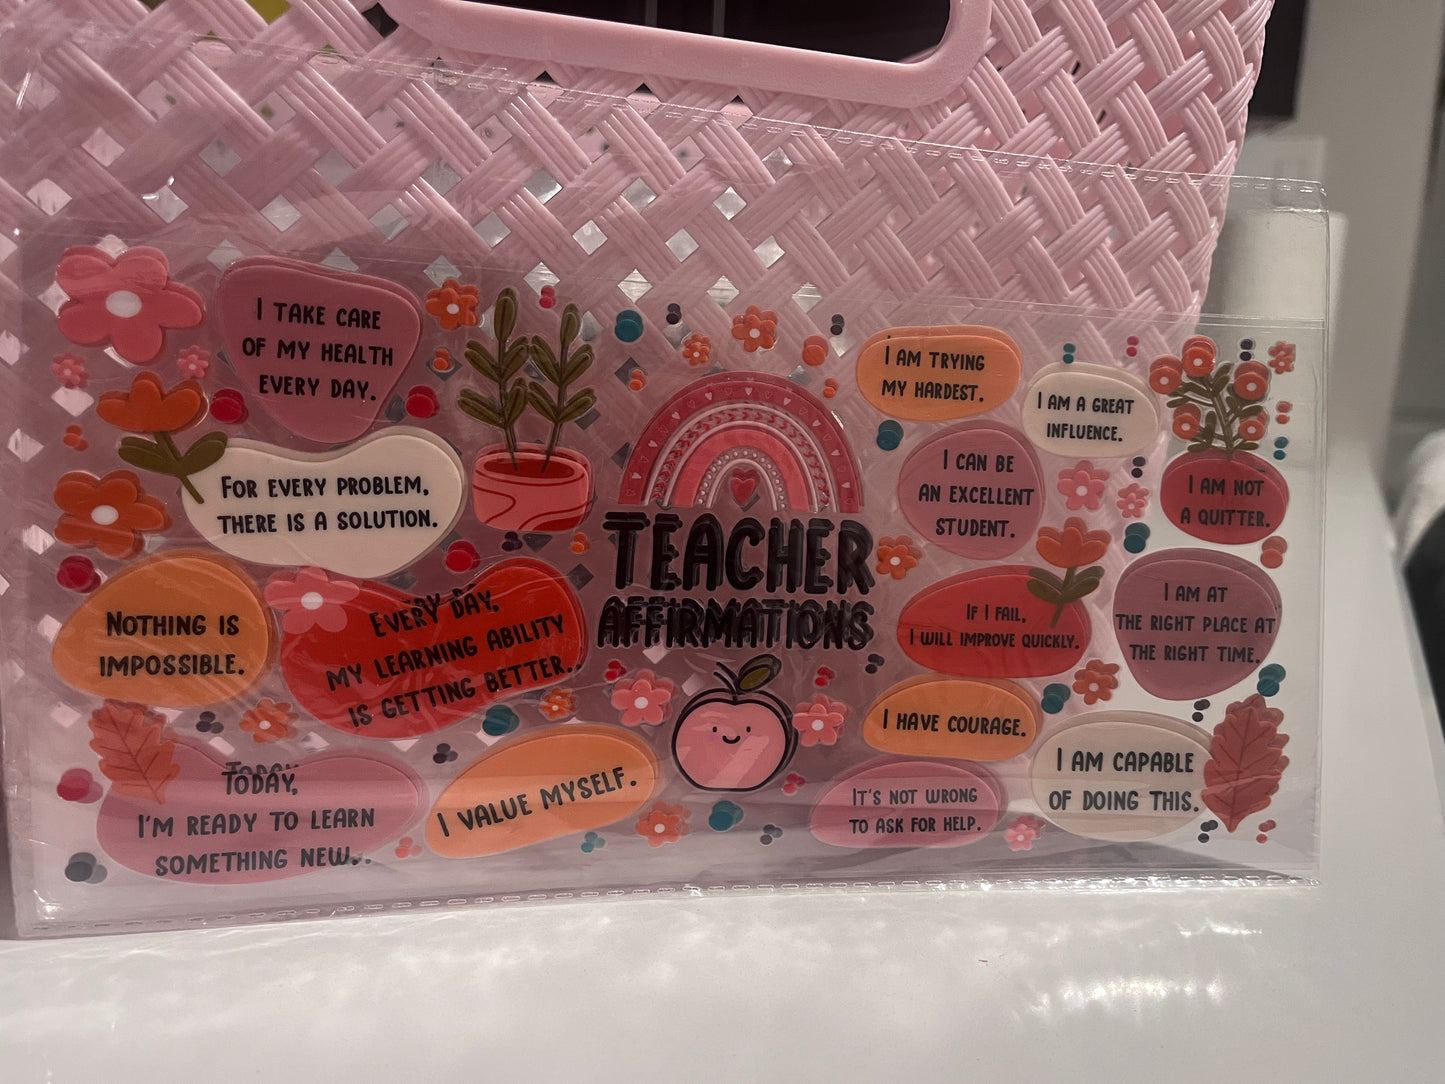 I TAKE CARE
OF MY HEALTH
EVERY DAY.
FOR EVERY PROBLEM,
THERE IS A SOLUTION.
NOTHING IS
IMPOSSIBLE.
EVERY DAY,
MY LEARNING ABILITY
IS GETTING BETTER..
TODAY,
I'M READY TO LEARN
SOMETHING NEW...
I VALUE MYSELF.
TEACHER
AFFIRMATIONS
I AM TRYING
MY HARDEST.
I AM A GREAT
INFLUENCE.
I CAN BE
AN EXCELLENT
STUDENT.
I AM NOT
A QUITTER.
IF I FAIL,
I WILL IMPROVE QUICKLY.
I AM AT
THE RIGHT PLACE AT
THE RIGHT TIME.
I HAVE COURAGE.
I AM CAPABLE
OF DOING THIS.
IT'S NOT WRONG
TO ASK FOR HELP.